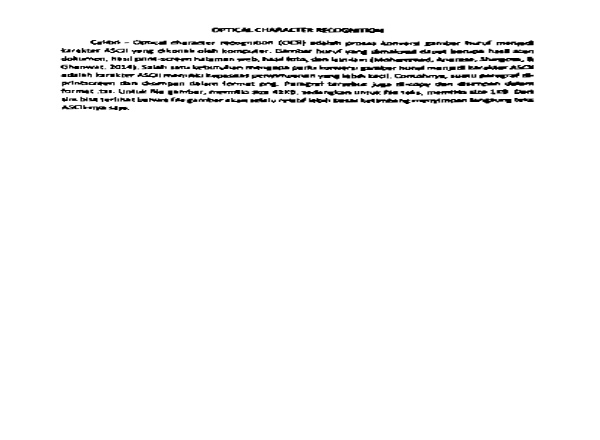 OPTICAL CHARACTER RECOGNITION
Calibri – Optical character recognition (OCR) adalah proses konversi gambar huruf menjadi
karakter ASCII yang dikenali oleh komputer. Gambar huruf yang dimaksud dapat berupa hasil scan
dokumen, hasil print-screen halaman web, hasil foto, dan lain-lain (Mohammad, Anarase, Shingote, &
Ghanwat, 2014). Salah satu kebutuhan mengapa perlu konversi gambar huruf menjadi karakter ASCII
adalah karakter ASCII memiliki kapasitas penyimpanan yang lebih kecil. Contohnya, suatu paragraf di-
printscreen dan disimpan dalam format png. Paragraf tersebut juga di-copy dan disimpan dalam
format .txt. Untuk file gambar, memiliki size 41KB, sedangkan untuk file teks, memiliki size 1KB. Dari
sini bisa terlihat bahwa file gambar akan selalu relatif lebih besar ketimbang menyimpan langsung teks
ASCII-nya saja.